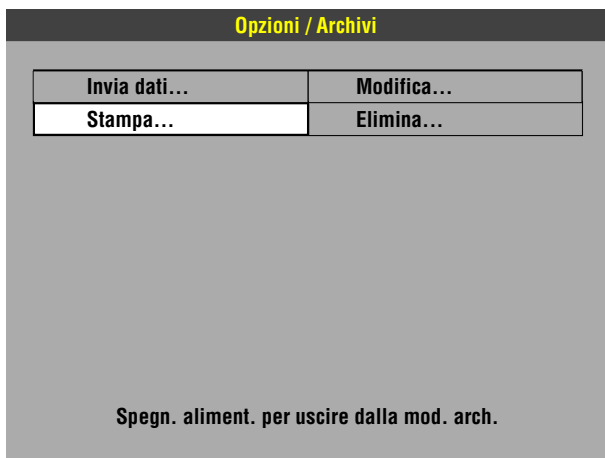 Opzioni / Archivi
Invia dati... Modifica...
Stampa... Elimina...
Spegn. aliment. per uscire dalla mod. arch.